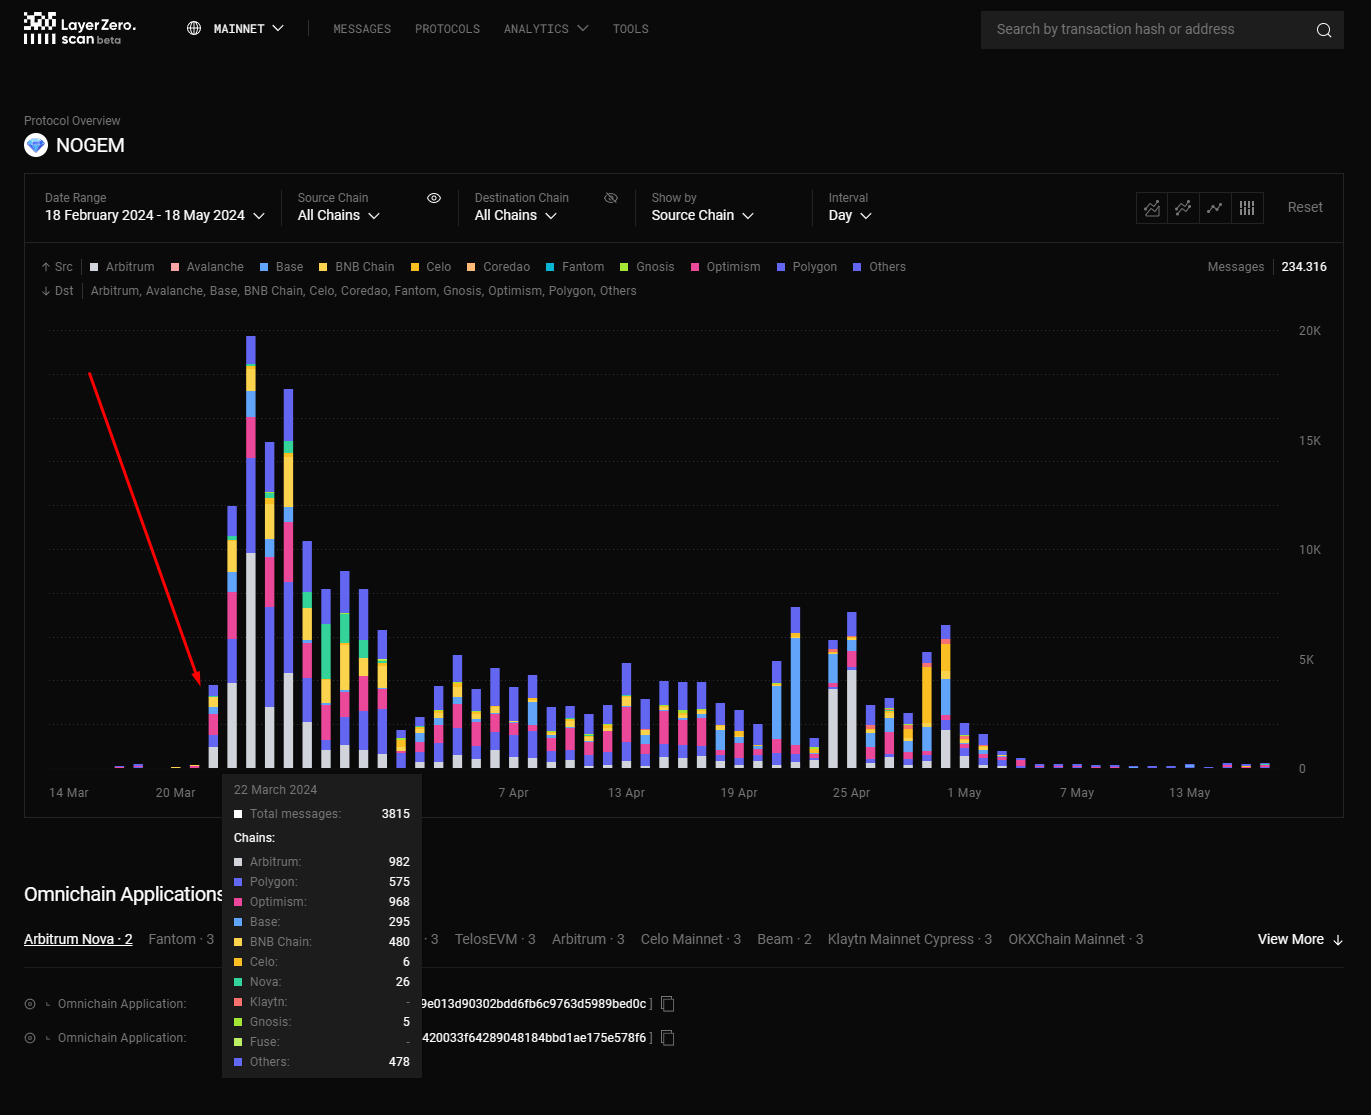 LayerZero.
scan beta
MAINNET
MESSAGES
PROTOCOLS
ANALYTICS
TOOLS
Search by transaction hash or address
Protocol Overview
NOGEM
Date Range
18 February 2024 - 18 May 2024
Source Chain
All Chains
Destination Chain
All Chains
Show by
Source Chain
Interval
Day
Reset
Src
Arbitrum
Avalanche
Base
BNB Chain
Celo
Coredao
Fantom
Gnosis
Optimism
Polygon
Others
Messages
234.316
Dst
Arbitrum, Avalanche, Base, BNB Chain, Celo, Coredao, Fantom, Gnosis, Optimism, Polygon, Others
20K
15K
10K
5K
0
14 Mar
20 Mar
7 Apr
13 Apr
19 Apr
25 Apr
1 May
7 May
13 May
22 March 2024
Total messages: 3815
Chains:
Arbitrum: 982
Polygon: 575
Optimism: 968
Base: 295
BNB Chain: 480
Celo: 6
Nova: 26
Klaytn: -
Gnosis: 5
Fuse: -
Others: 478
Omnichain Applications
Arbitrum Nova · 2
Fantom · 3
· 3
TelosEVM · 3
Arbitrum · 3
Celo Mainnet · 3
Beam · 2
Klaytn Mainnet Cypress · 3
OKXChain Mainnet · 3
View More
Omnichain Application:
9e013d90302bdd6fb6c9763d5989bed0c ]
Omnichain Application:
420033f64289048184bbd1ae175e578f6 ]